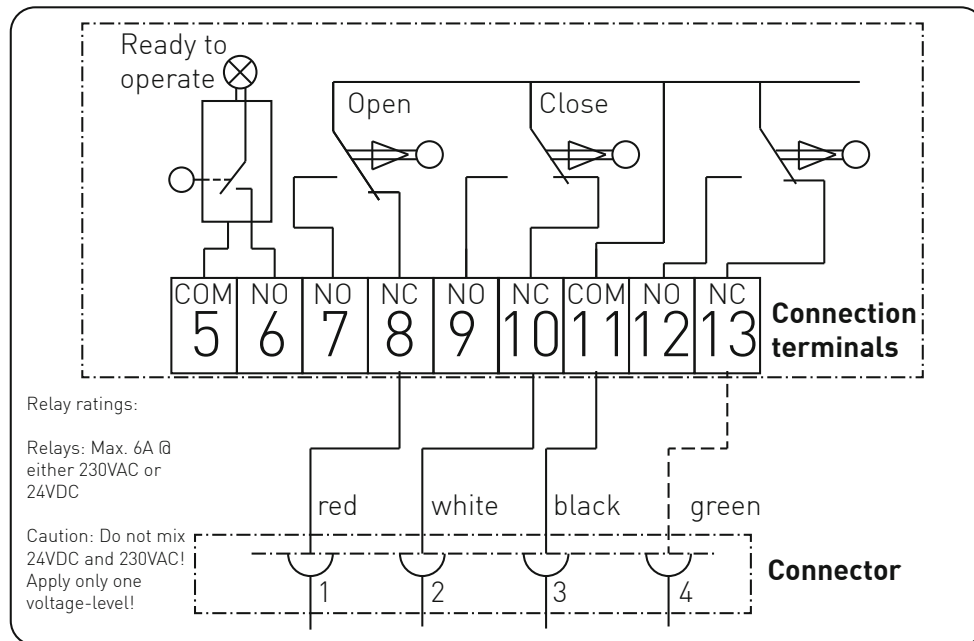 Ready to
operate
Open
Close
COM NO NO NC NO NC COM NO NC
5 6 7 8 9 10 11 12 13
Connection
terminals
Relay ratings:
Relays: Max. 6A @
either 230VAC or
24VDC
Caution: Do not mix
24VDC and 230VAC!
Apply only one
voltage-level!
red white black green
1 2 3 4
Connector